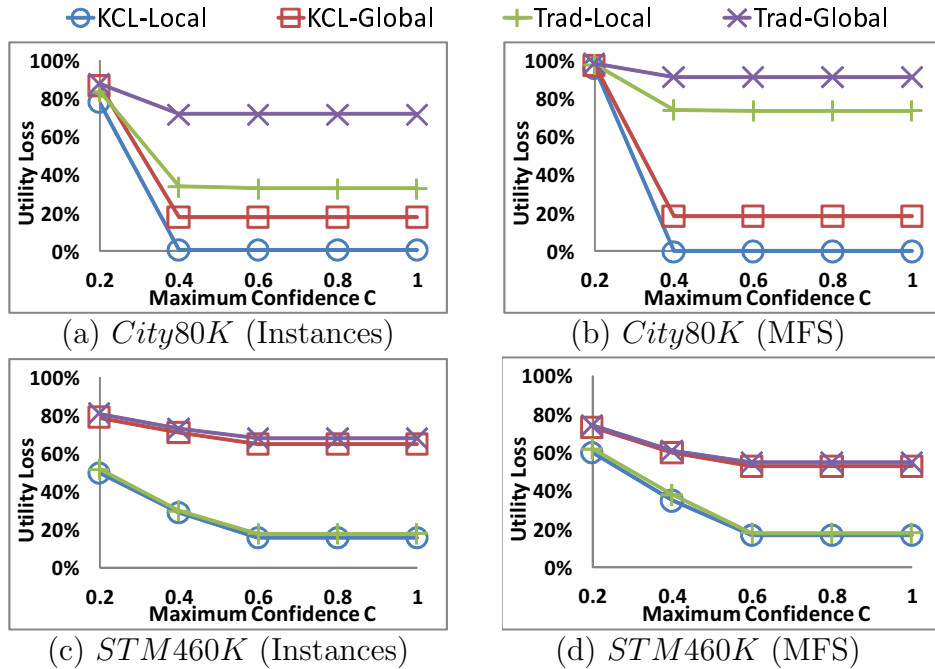 KCL-Local KCL-Global Trad-Local Trad-Global
100%
80%
60%
40%
20%
0%
Utility Loss
0.2 0.4 0.6 0.8 1
Maximum Confidence C
(a) City80K (Instances)
100%
80%
60%
40%
20%
0%
Utility Loss
0.2 0.4 0.6 0.8 1
Maximum Confidence C
(b) City80K (MFS)
100%
80%
60%
40%
20%
0%
Utility Loss
0.2 0.4 0.6 0.8 1
Maximum Confidence C
(c) STM460K (Instances)
100%
80%
60%
40%
20%
0%
Utility Loss
0.2 0.4 0.6 0.8 1
Maximum Confidence C
(d) STM460K (MFS)